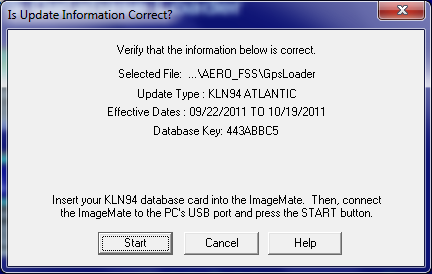 Is Update Information Correct?
Verify that the information below is correct.
Selected File: ...\AERO_FSS\GpsLoader
Update Type : KLN94 ATLANTIC
Effective Dates : 09/22/2011 TO 10/19/2011
Database Key: 443ABBC5
Insert your KLN94 database card into the ImageMate. Then, connect
the ImageMate to the PC's USB port and press the START button.
Start Cancel Help